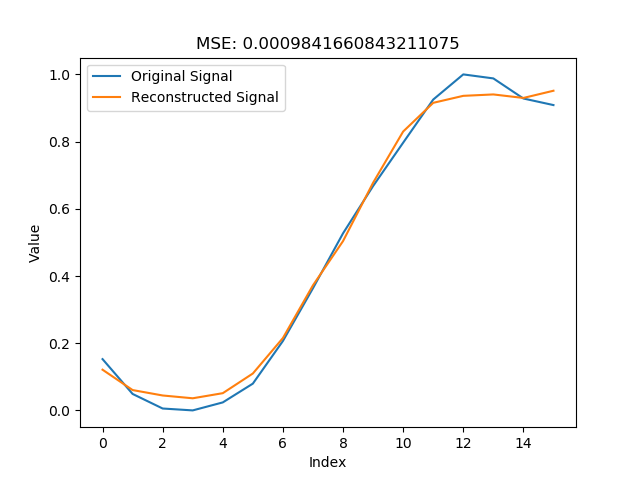 MSE: 0.0009841660843211075
Original Signal
Reconstructed Signal
1.0
0.8
0.6
0.4
0.2
0.0
Value
0 2 4 6 8 10 12 14
Index